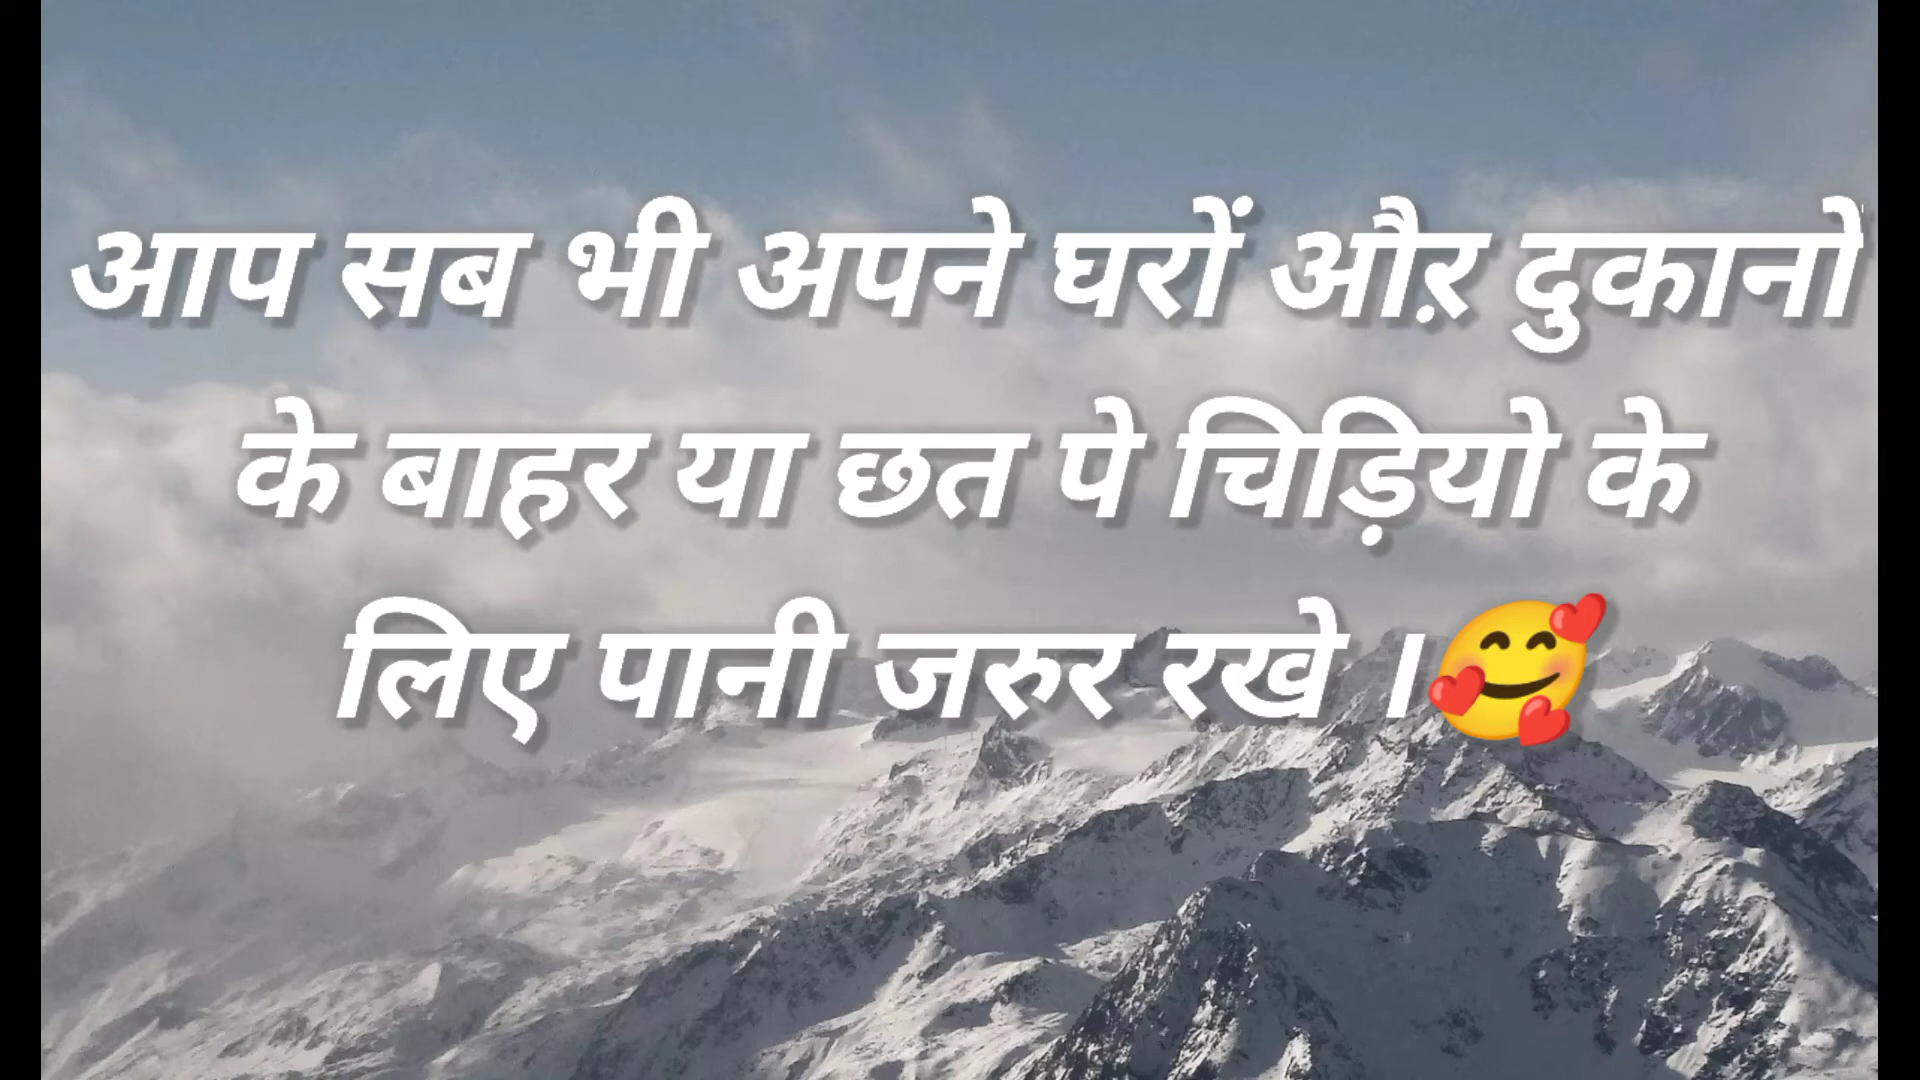 आप सब भी अपने घरों औऱ दुकानो
के बाहर या छत पे चिड़ियो के
लिए पानी जरुर रखे ।🥰